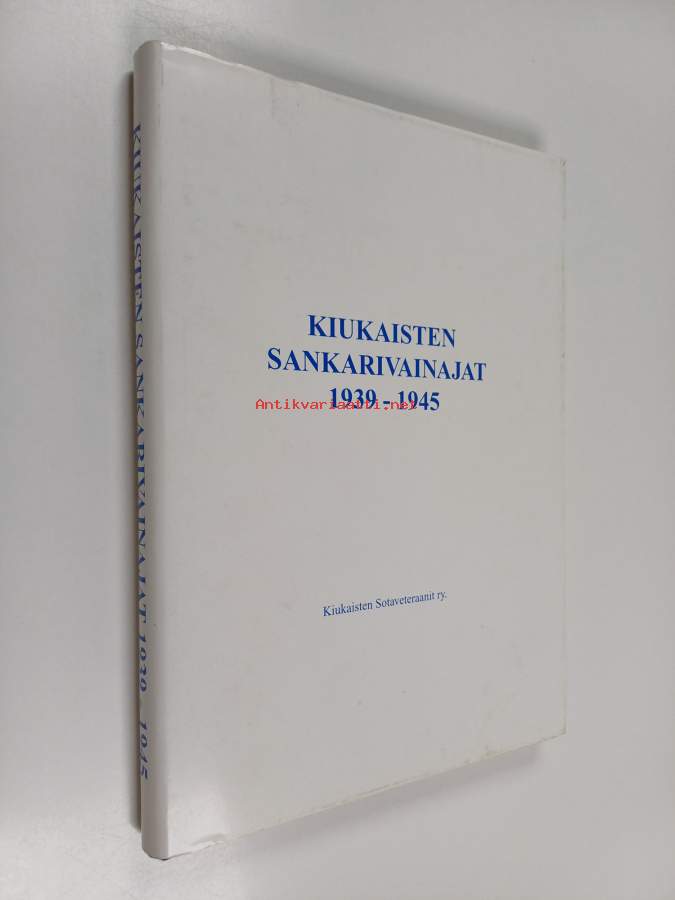 KIUKAISTEN SANKARIVAINAJAT 1939 - 1945
KIUKAISTEN
SANKARIVAINAJAT
1939 - 1945
Antikvariaatti.net
Kiukaisten Sotaveteraanit ry.